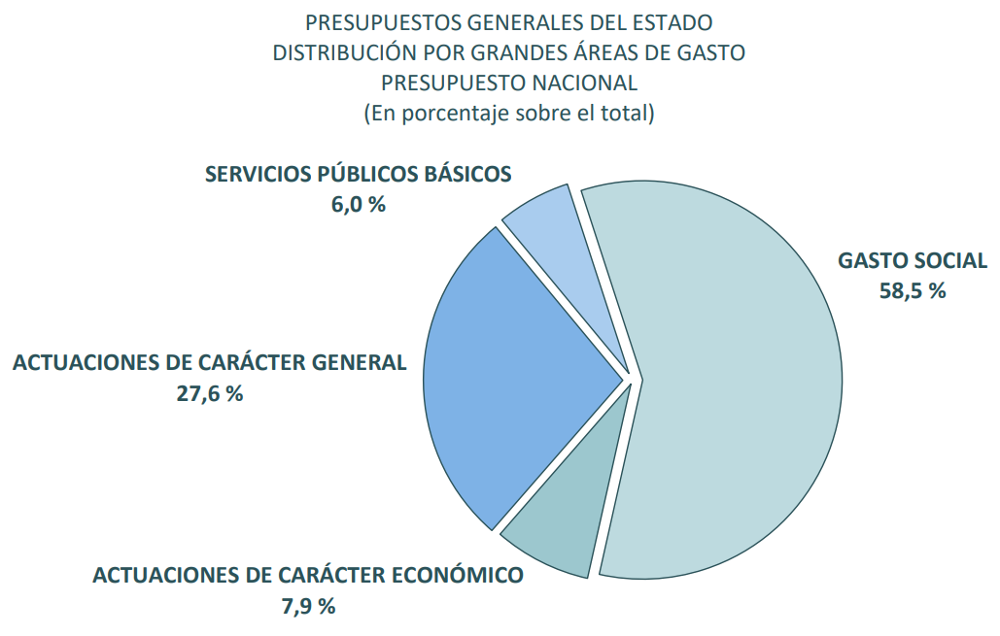 PRESUPUESTOS GENERALES DEL ESTADO
DISTRIBUCIÓN POR GRANDES ÁREAS DE GASTO
PRESUPUESTO NACIONAL
(En porcentaje sobre el total)
SERVICIOS PÚBLICOS BÁSICOS
6,0 %
GASTO SOCIAL
58,5 %
ACTUACIONES DE CARÁCTER GENERAL
27,6 %
ACTUACIONES DE CARÁCTER ECONÓMICO
7,9 %